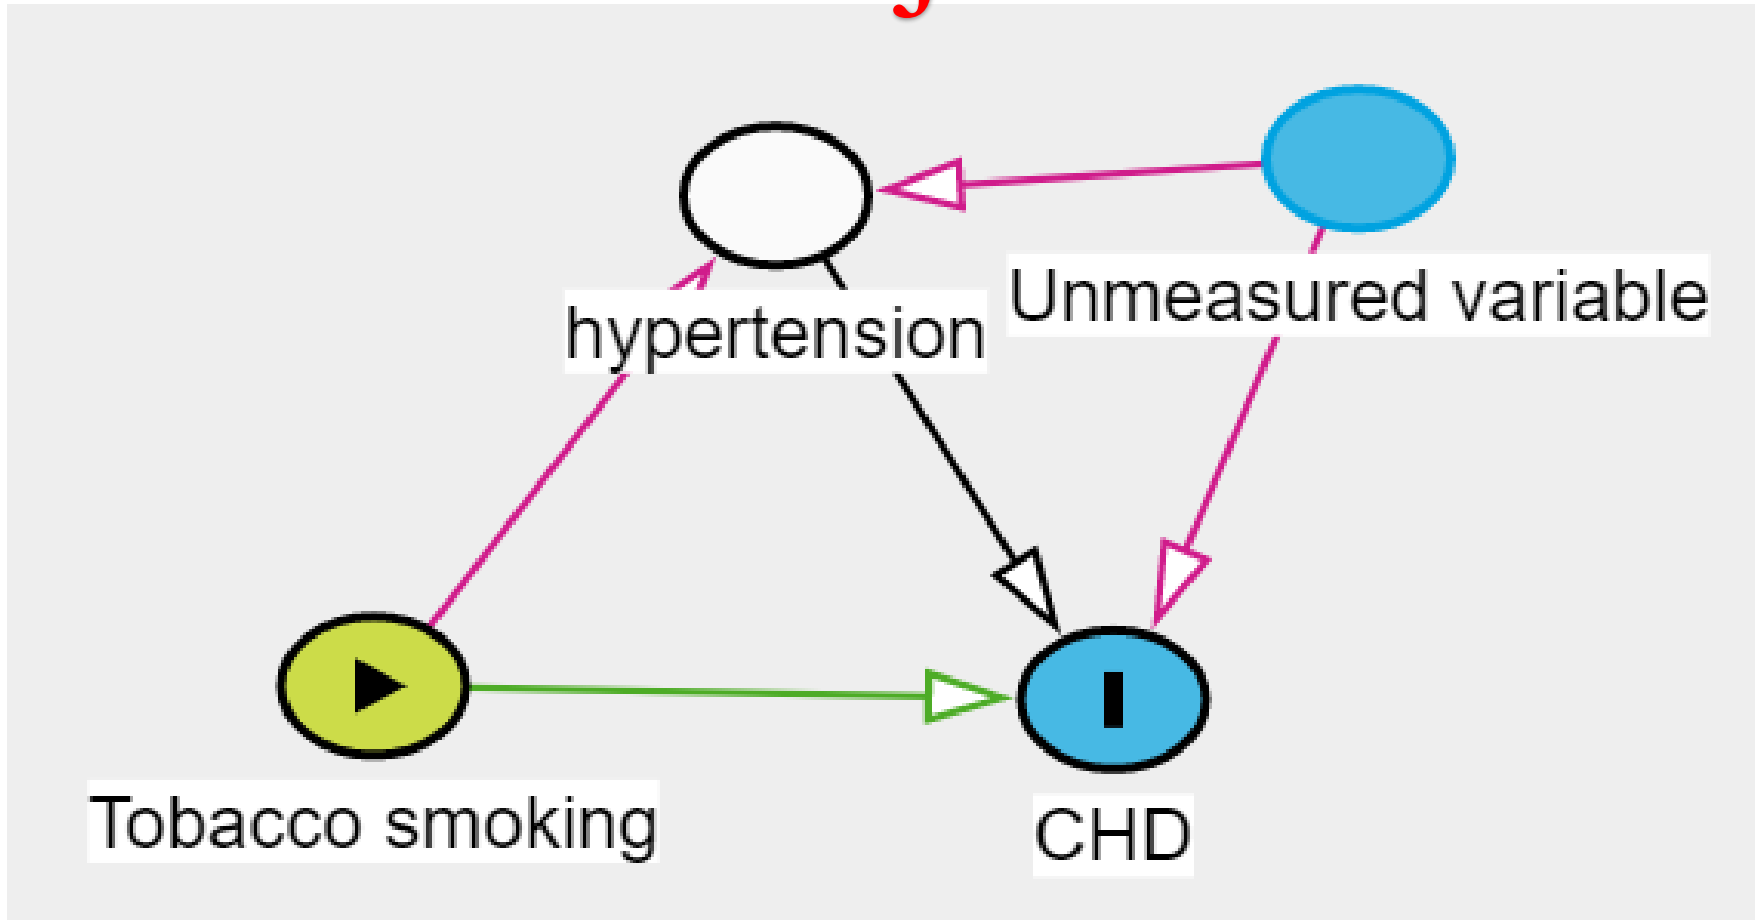 hypertension
Unmeasured variable
Tobacco smoking
CHD